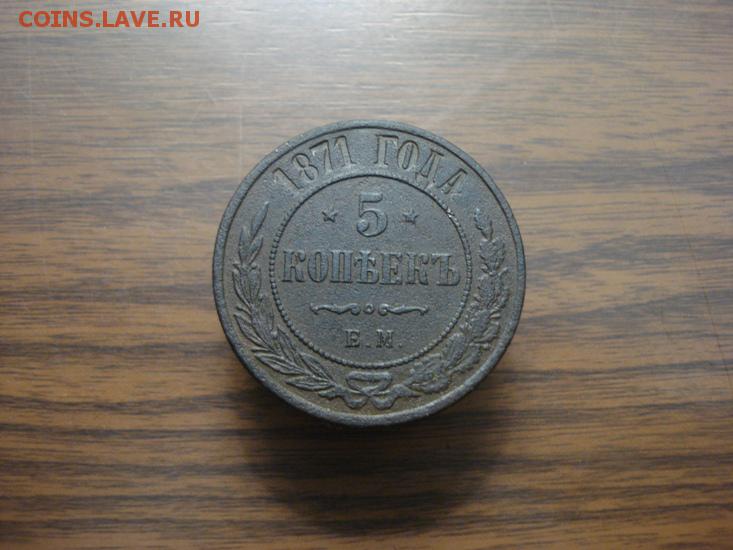 COINS.LAVE.RU
1871 ГОДА
5
КОПѢЕКЪ
Е.М.